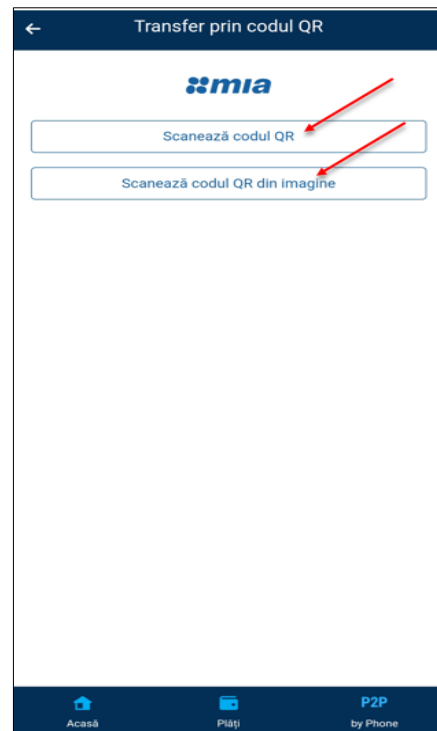 Transfer prin codul QR
mia
Scanează codul QR
Scanează codul QR din imagine
P2P
Acasă Plăți by Phone